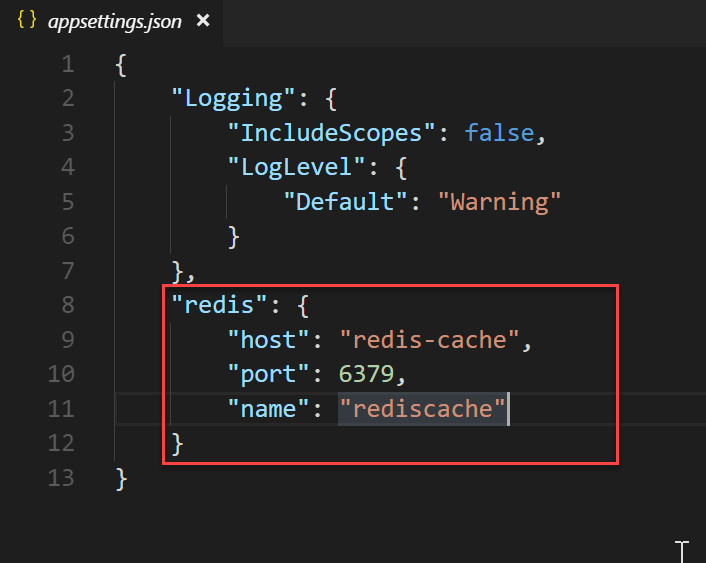 { } appsettings.json ×
1 {
2     "Logging": {
3         "IncludeScopes": false,
4         "LogLevel": {
5             "Default": "Warning"
6         }
7     },
8     "redis": {
9         "host": "redis-cache",
10         "port": 6379,
11         "name": "rediscache"
12     }
13 }